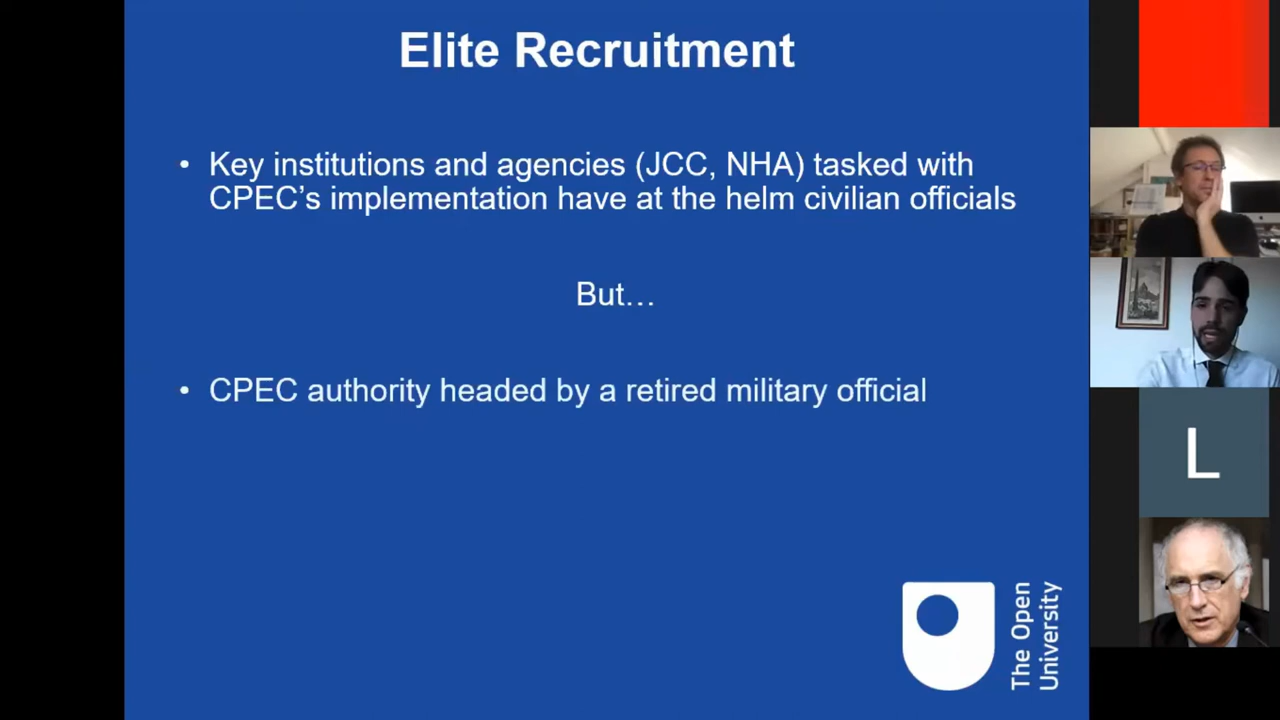 Elite Recruitment
• Key institutions and agencies (JCC, NHA) tasked with
CPEC’s implementation have at the helm civilian officials
But…
• CPEC authority headed by a retired military official
The Open
University
L